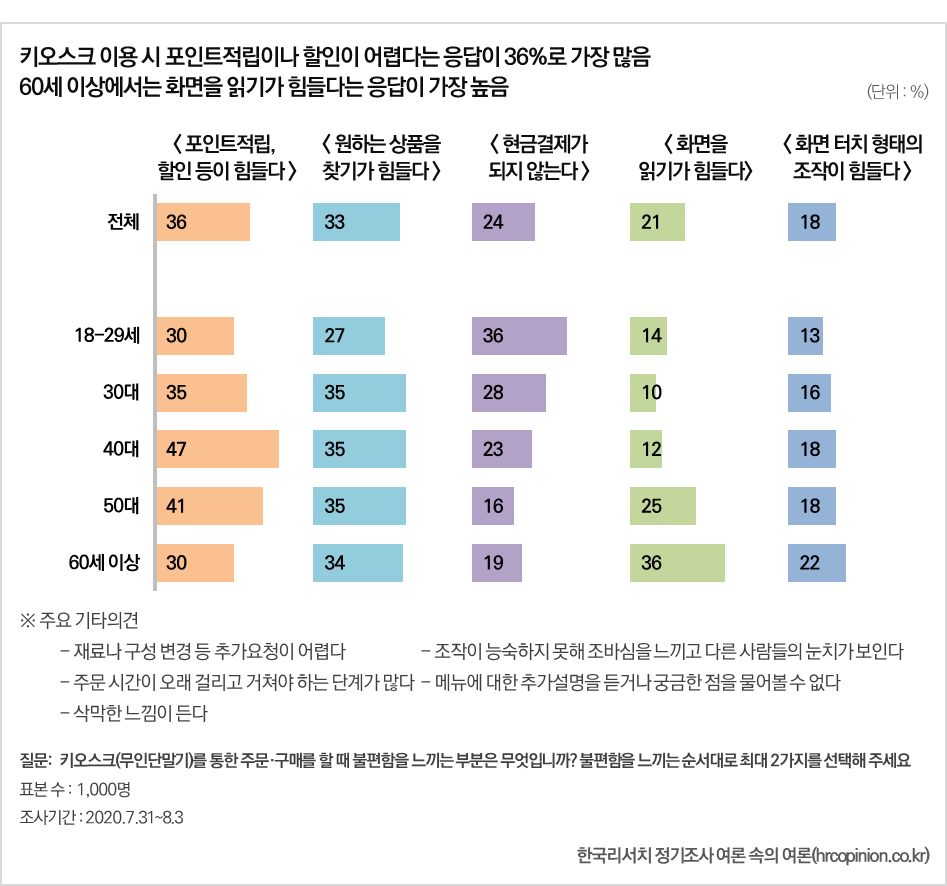 키오스크 이용 시 포인트적립이나 할인이 어렵다는 응답이 36%로 가장 많음
60세 이상에서는 화면을 읽기가 힘들다는 응답이 가장 높음
(단위 : %)
< 포인트적립, < 원하는 상품을 < 현금결제가 < 화면을 < 화면 터치 형태의
할인 등이 힘들다 > 찾기가 힘들다 > 되지 않는다 > 읽기가 힘들다> 조작이 힘들다 >
전체 36 33 24 21 18
18-29세 30 27 36 14 13
30대 35 35 28 10 16
40대 47 35 23 12 18
50대 41 35 16 25 18
60세 이상 30 34 19 36 22
※ 주요 기타의견
- 재료나 구성 변경 등 추가요청이 어렵다 - 조작이 능숙하지 못해 조바심을 느끼고 다른 사람들의 눈치가 보인다
- 주문 시간이 오래 걸리고 거쳐야 하는 단계가 많다 - 메뉴에 대한 추가설명을 듣거나 궁금한 점을 물어볼 수 없다
- 삭막한 느낌이 든다
질문: 키오스크(무인단말기)를 통한 주문·구매를 할 때 불편함을 느끼는 부분은 무엇입니까? 불편함을 느끼는 순서대로 최대 2가지를 선택해 주세요
표본 수 : 1,000명
조사기간 : 2020.7.31~8.3
한국리서치 정기조사 여론 속의 여론(hrcopinion.co.kr)